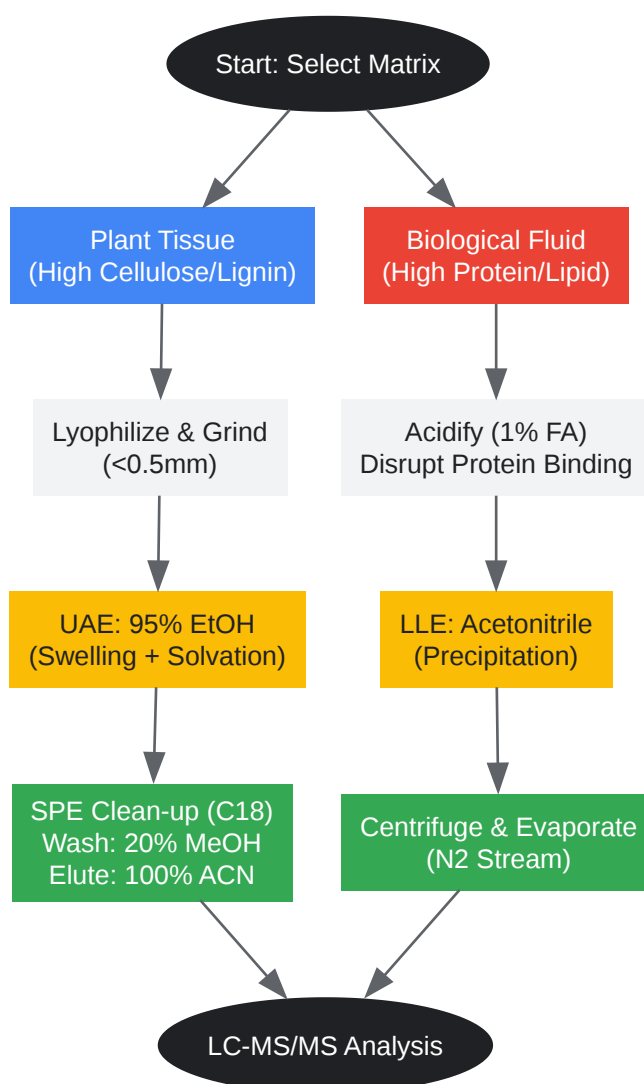 Start: Select Matrix
Plant Tissue
(High Cellulose/Lignin)
Biological Fluid
(High Protein/Lipid)
Lyophilize & Grind
(<0.5mm)
Acidify (1% FA)
Disrupt Protein Binding
UAE: 95% EtOH
(Swelling + Solvation)
LLE: Acetonitrile
(Precipitation)
SPE Clean-up (C18)
Wash: 20% MeOH
Elute: 100% ACN
Centrifuge & Evaporate
(N2 Stream)
LC-MS/MS Analysis